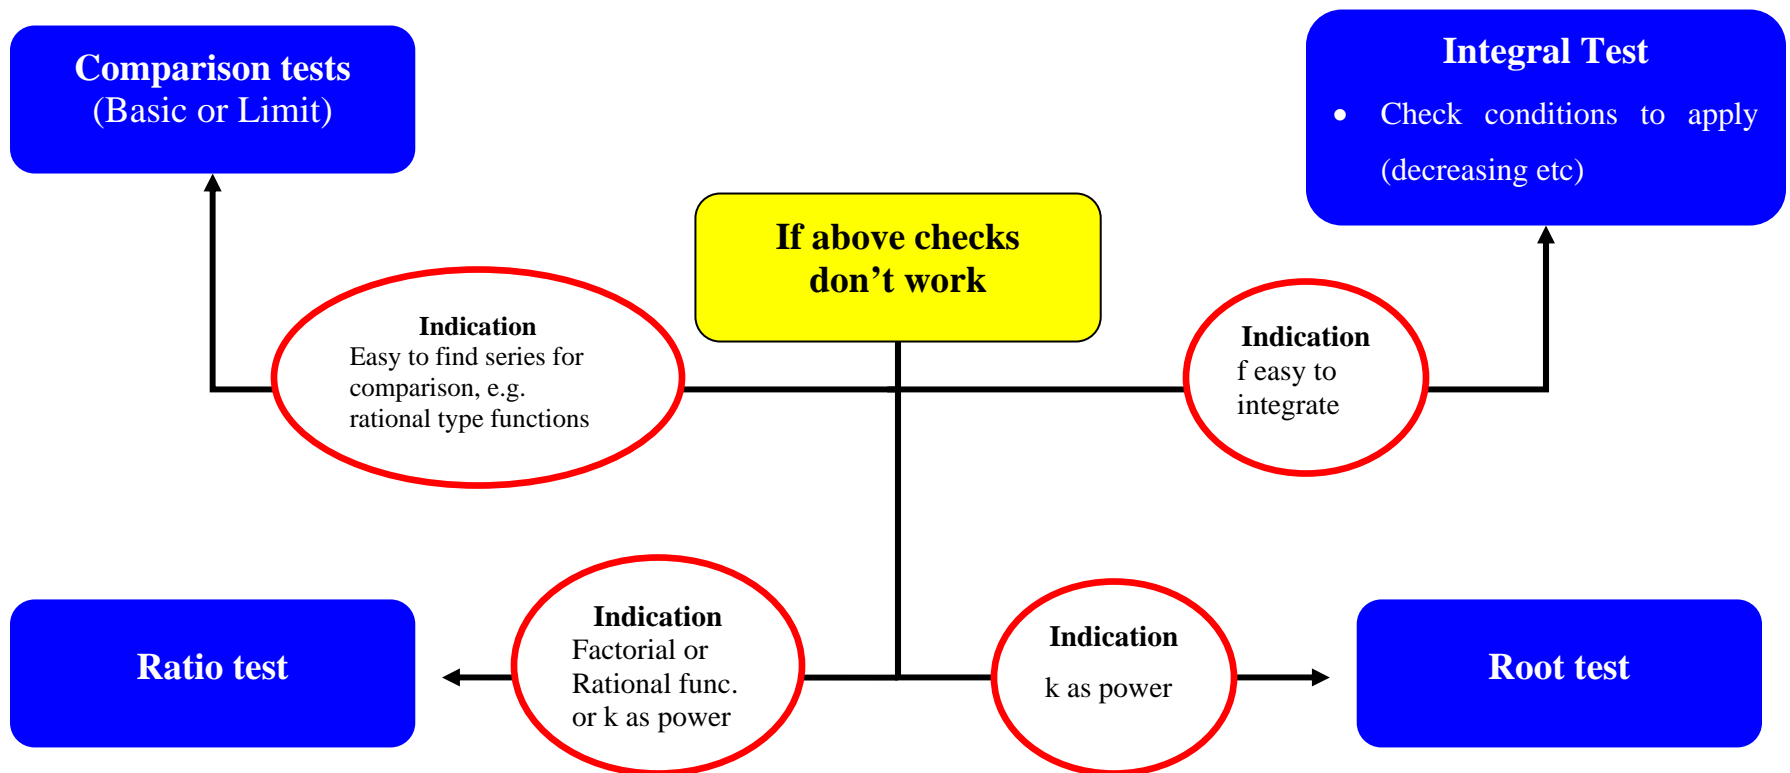 Comparison tests
(Basic or Limit)
Integral Test
• Check conditions to apply
(decreasing etc)
If above checks
don’t work
Indication
Easy to find series for
comparison, e.g.
rational type functions
Indication
f easy to
integrate
Ratio test
Indication
Factorial or
Rational func.
or k as power
Indication
k as power
Root test